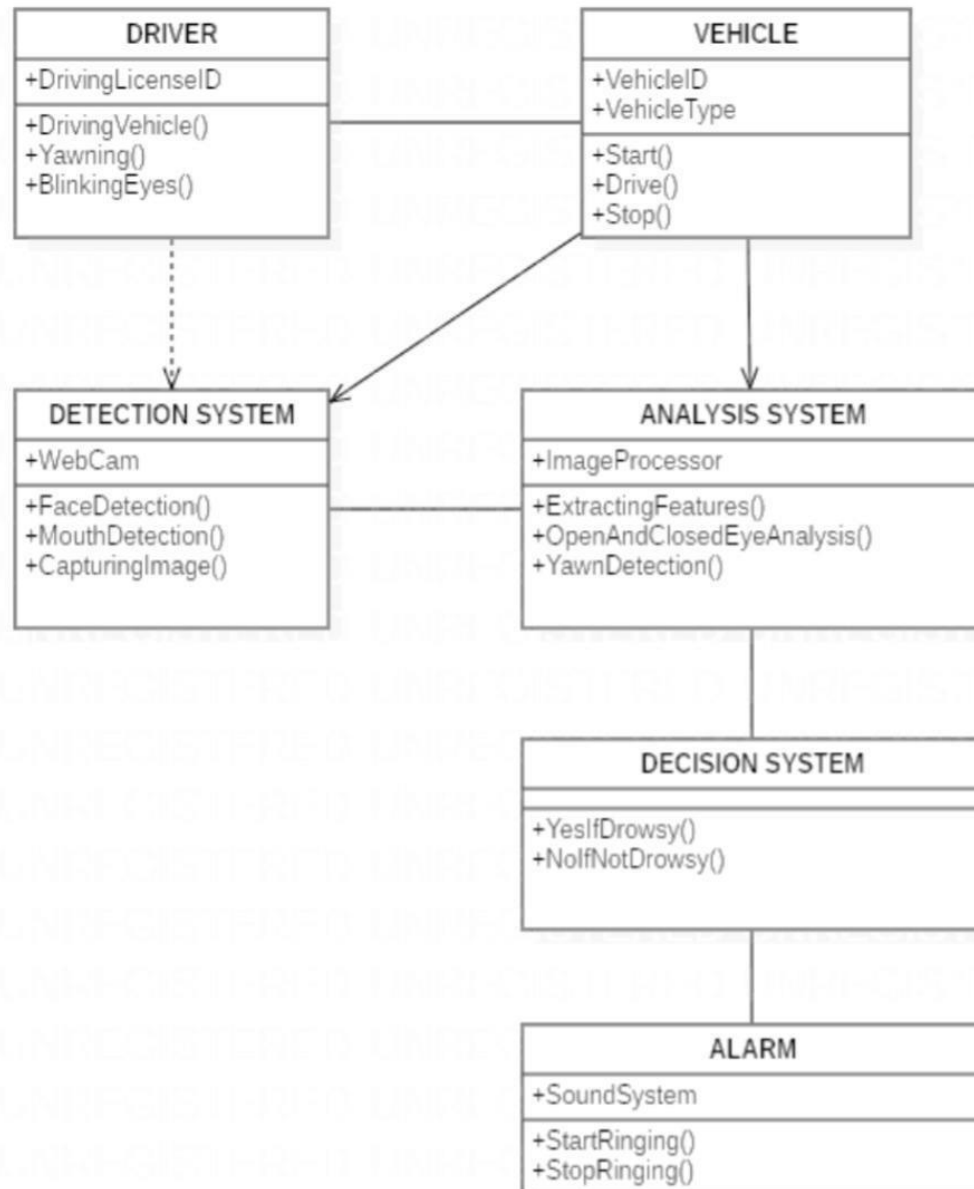 DRIVER
+DrivingLicenseID
+DrivingVehicle()
+Yawning()
+BlinkingEyes()
VEHICLE
+VehicleID
+VehicleType
+Start()
+Drive()
+Stop()
DETECTION SYSTEM
+WebCam
+FaceDetection()
+MouthDetection()
+CapturingImage()
ANALYSIS SYSTEM
+ImageProcessor
+ExtractingFeatures()
+OpenAndClosedEyeAnalysis()
+YawnDetection()
DECISION SYSTEM
+YesIfDrowsy()
+NoIfNotDrowsy()
ALARM
+SoundSystem
+StartRinging()
+StopRinging()